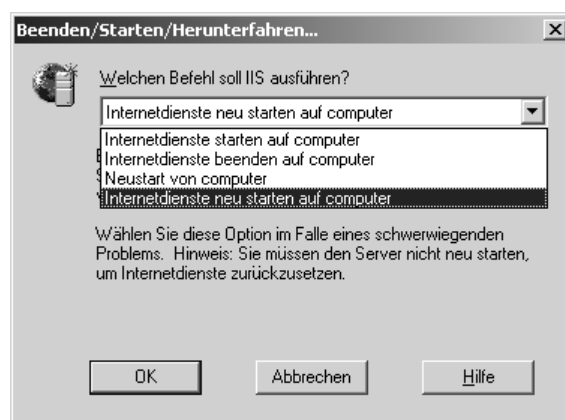 Beenden/Starten/Herunterfahren...
Welchen Befehl soll IIS ausführen?
Internetdienste neu starten auf computer
Internetdienste starten auf computer
Internetdienste beenden auf computer
Neustart von computer
Internetdienste neu starten auf computer
Wählen Sie diese Option im Falle eines schwerwiegenden
Problems. Hinweis: Sie müssen den Server nicht neu starten,
um Internetdienste zurückzusetzen.
OK
Abbrechen
Hilfe